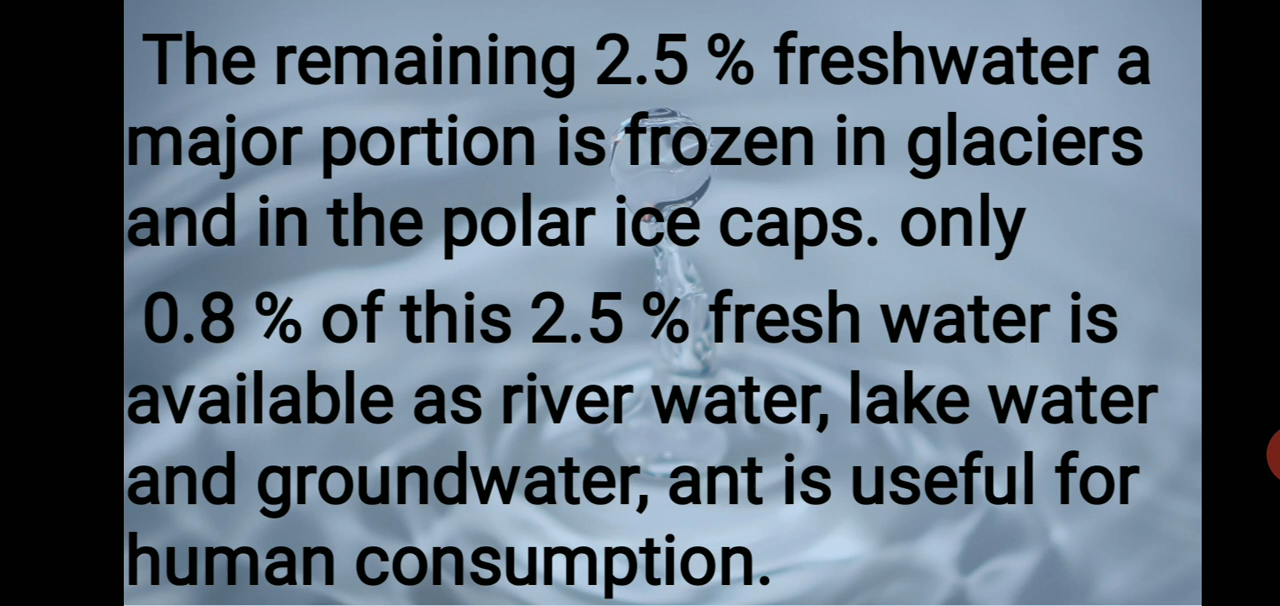 The remaining 2.5 % freshwater a
major portion is frozen in glaciers
and in the polar ice caps. only
0.8 % of this 2.5 % fresh water is
available as river water, lake water
and groundwater, ant is useful for
human consumption.